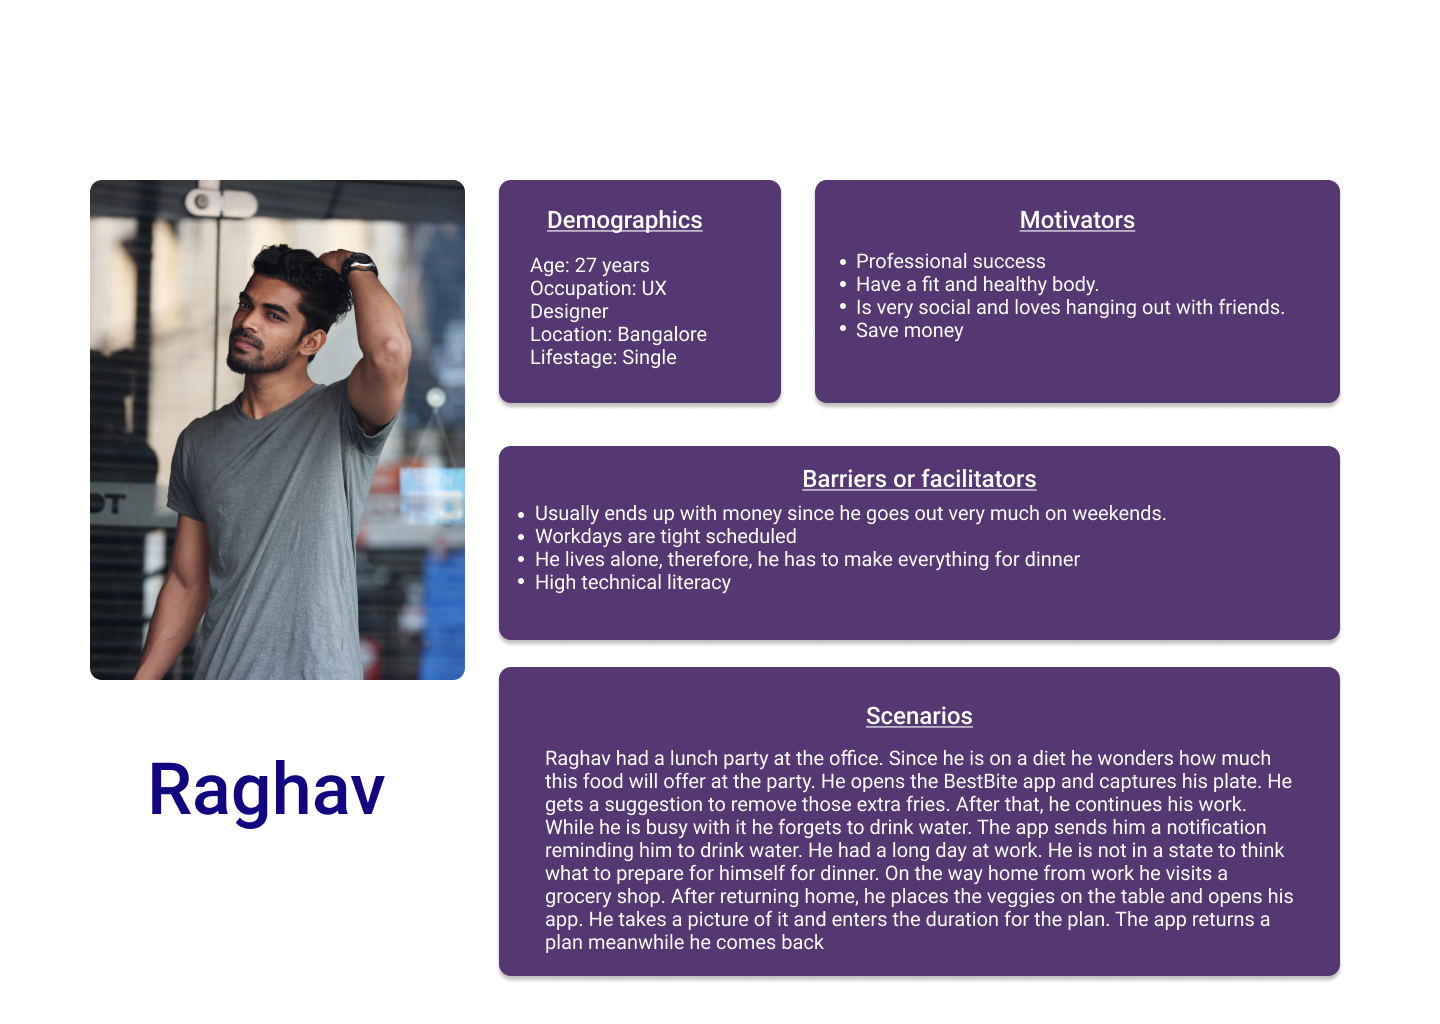 Demographics
Age: 27 years
Occupation: UX
Designer
Location: Bangalore
Lifestage: Single
Motivators
• Professional success
• Have a fit and healthy body.
• Is very social and loves hanging out with friends.
• Save money
Barriers or facilitators
• Usually ends up with money since he goes out very much on weekends.
• Workdays are tight scheduled
• He lives alone, therefore, he has to make everything for dinner
• High technical literacy
Raghav
Scenarios
Raghav had a lunch party at the office. Since he is on a diet he wonders how much
this food will offer at the party. He opens the BestBite app and captures his plate. He
gets a suggestion to remove those extra fries. After that, he continues his work.
While he is busy with it he forgets to drink water. The app sends him a notification
reminding him to drink water. He had a long day at work. He is not in a state to think
what to prepare for himself for dinner. On the way home from work he visits a
grocery shop. After returning home, he places the veggies on the table and opens his
app. He takes a picture of it and enters the duration for the plan. The app returns a
plan meanwhile he comes back